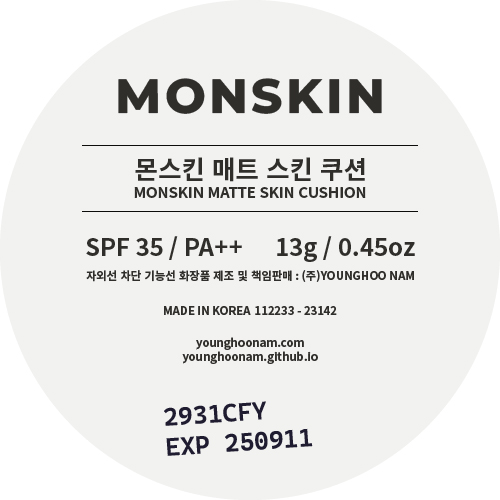 MONSKIN
몬스킨 매트 스킨 쿠션
MONSKIN MATTE SKIN CUSHION
SPF 35 / PA++ 13g / 0.45oz
자외선 차단 기능선 화장품 제조 및 책임판매 : (주)YOUNGHOO NAM
MADE IN KOREA 112233 - 23142
younghoonam.com
younghoonam.github.io
2931CFY
EXP 250911